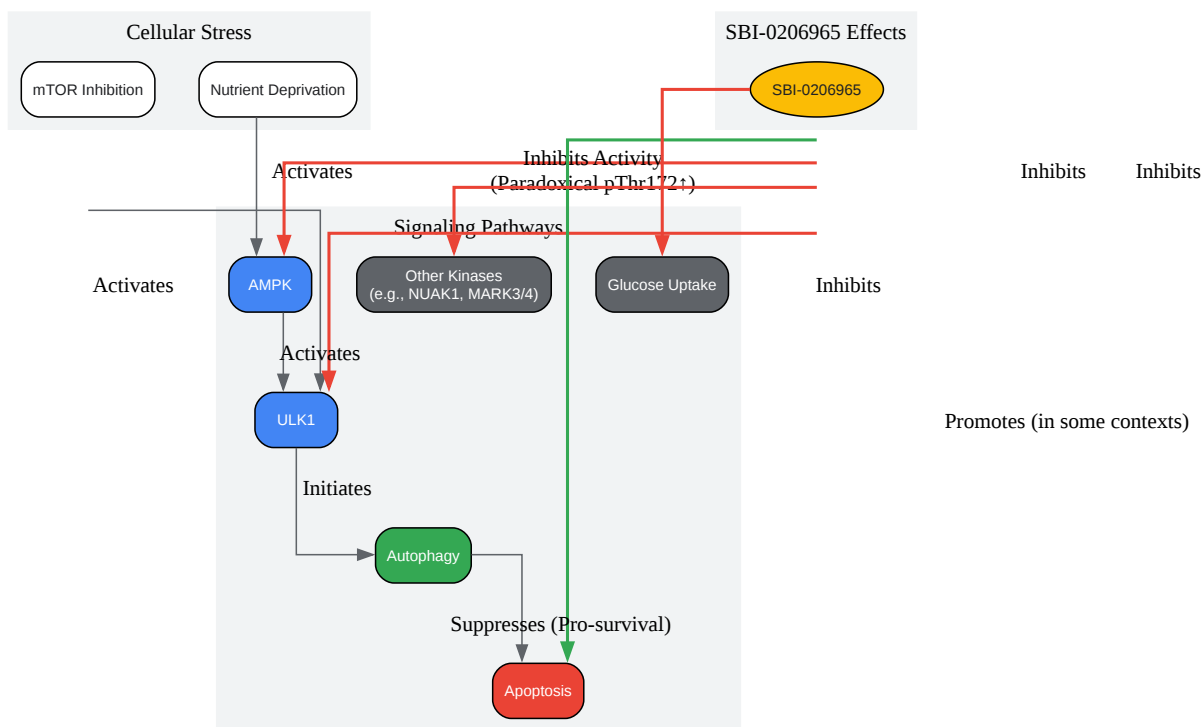 Cellular Stress
SBI-0206965 Effects
mTOR Inhibition
Nutrient Deprivation
SBI-0206965
Inhibits Activity
(Paradoxical pThr172↑)
Activates
Inhibits
Inhibits
Signaling Pathways
AMPK
Other Kinases
(e.g., NUAK1, MARK3/4)
Glucose Uptake
Activates
Inhibits
Activates
ULK1
Promotes (in some contexts)
Initiates
Autophagy
Suppresses (Pro-survival)
Apoptosis